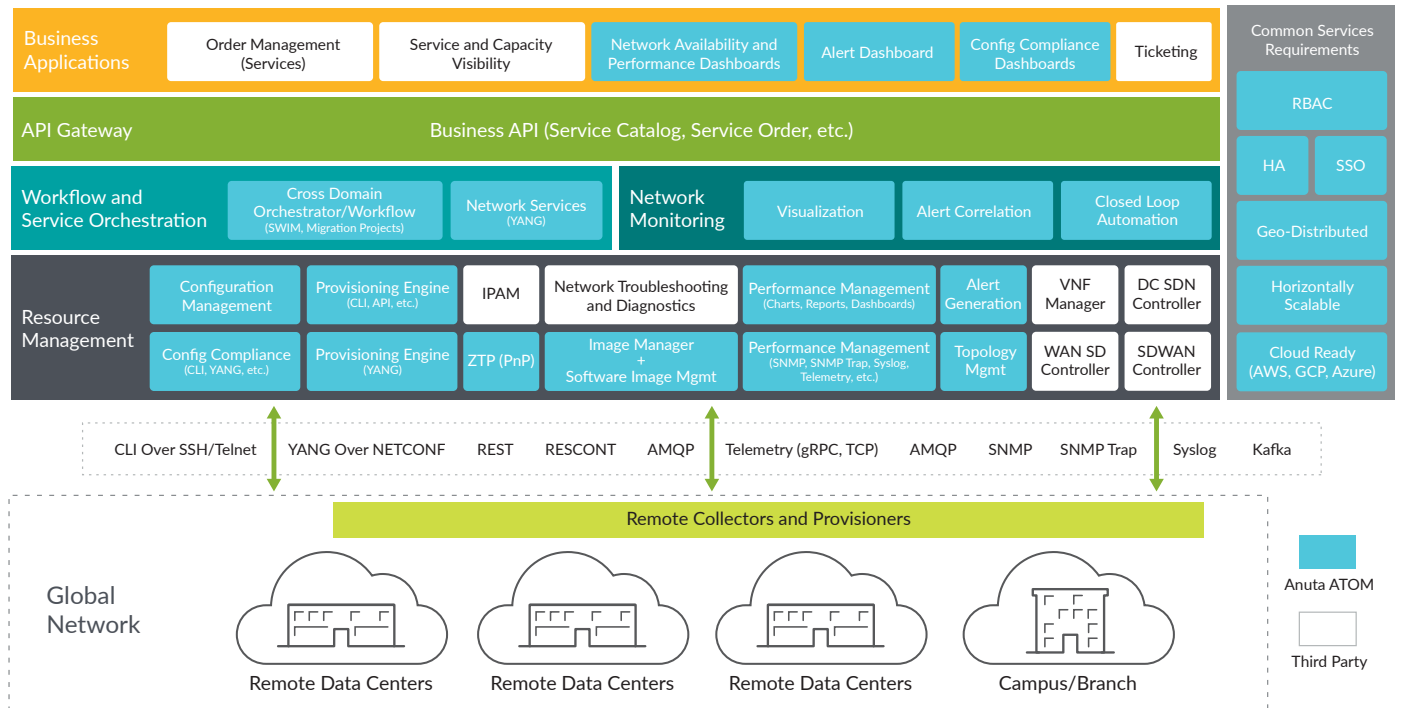 Business
Applications
Order Management
(Services)
Service and Capacity
Visibility
Network Availability and
Performance Dashboards
Alert Dashboard
Config Compliance
Dashboards
Ticketing
Common Services
Requirements
RBAC
HA
SSO
Geo-Distributed
Horizontally
Scalable
Cloud Ready
(AWS, GCP, Azure)
API Gateway
Business API (Service Catalog, Service Order, etc.)
Workflow and
Service Orchestration
Cross Domain
Orchestrator/Workflow
(SWIM, Migration Projects)
Network Services
(YANG)
Network
Monitoring
Visualization
Alert Correlation
Closed Loop
Automation
Resource
Management
Configuration
Management
Provisioning Engine
(CLI, API, etc.)
IPAM
Network Troubleshooting
and Diagnostics
Performance Management
(Charts, Reports, Dashboards)
Alert
Generation
VNF
Manager
DC SDN
Controller
Config Compliance
(CLI, YANG, etc.)
Provisioning Engine
(YANG)
ZTP (PnP)
Image Manager
+
Software Image Mgmt
Performance Management
(SNMP, SNMP Trap, Syslog,
Telemetry, etc.)
Topology
Mgmt
WAN SD
Controller
SDWAN
Controller
CLI Over SSH/Telnet
YANG Over NETCONF
REST
RESCONT
AMQP
Telemetry (gRPC, TCP)
AMQP
SNMP
SNMP Trap
Syslog
Kafka
Remote Collectors and Provisioners
Global
Network
Remote Data Centers
Remote Data Centers
Remote Data Centers
Campus/Branch
Anuta ATOM
Third Party